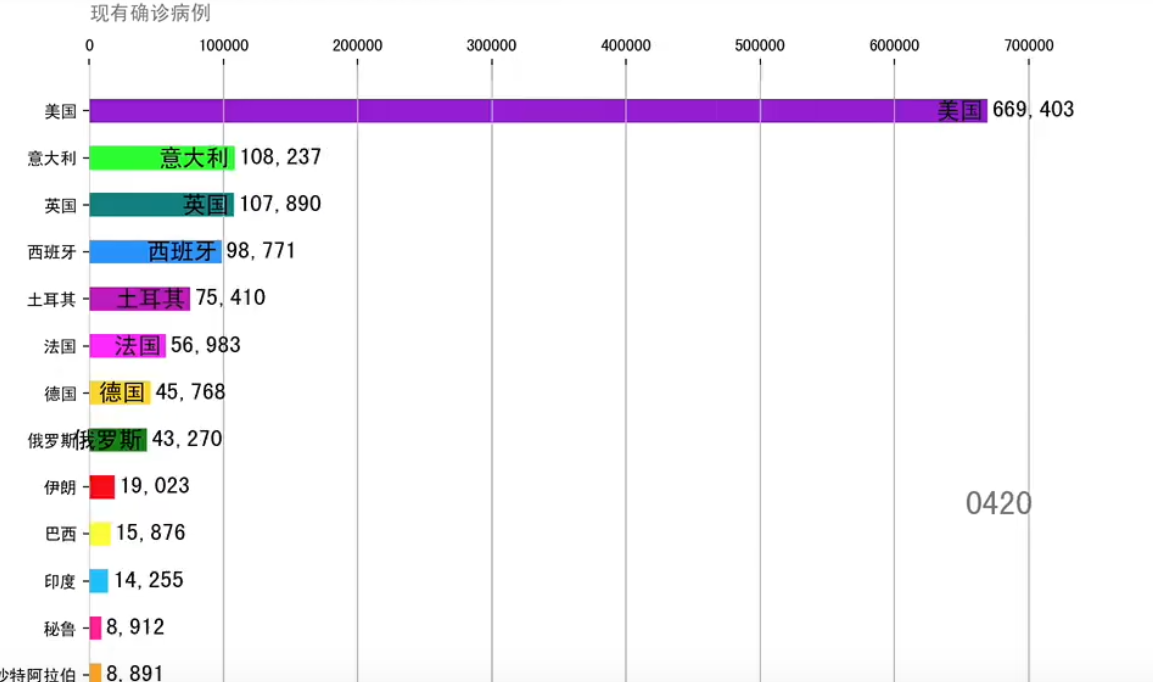 现有确诊病例
0 100000 200000 300000 400000 500000 600000 700000
美国 美国 669, 403
意大利 意大利 108, 237
英国 英国 107, 890
西班牙 西班牙 98, 771
土耳其 土耳其 75, 410
法国 法国 56, 983
德国 德国 45, 768
俄罗斯 俄罗斯 43, 270
伊朗 19, 023
0420
巴西 15, 876
印度 14, 255
秘鲁 8, 912
沙特阿拉伯 8, 891